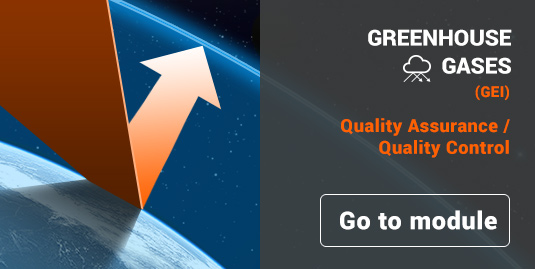 GREENHOUSE
GASES
(GEI)
Quality Assurance /
Quality Control
Go to module